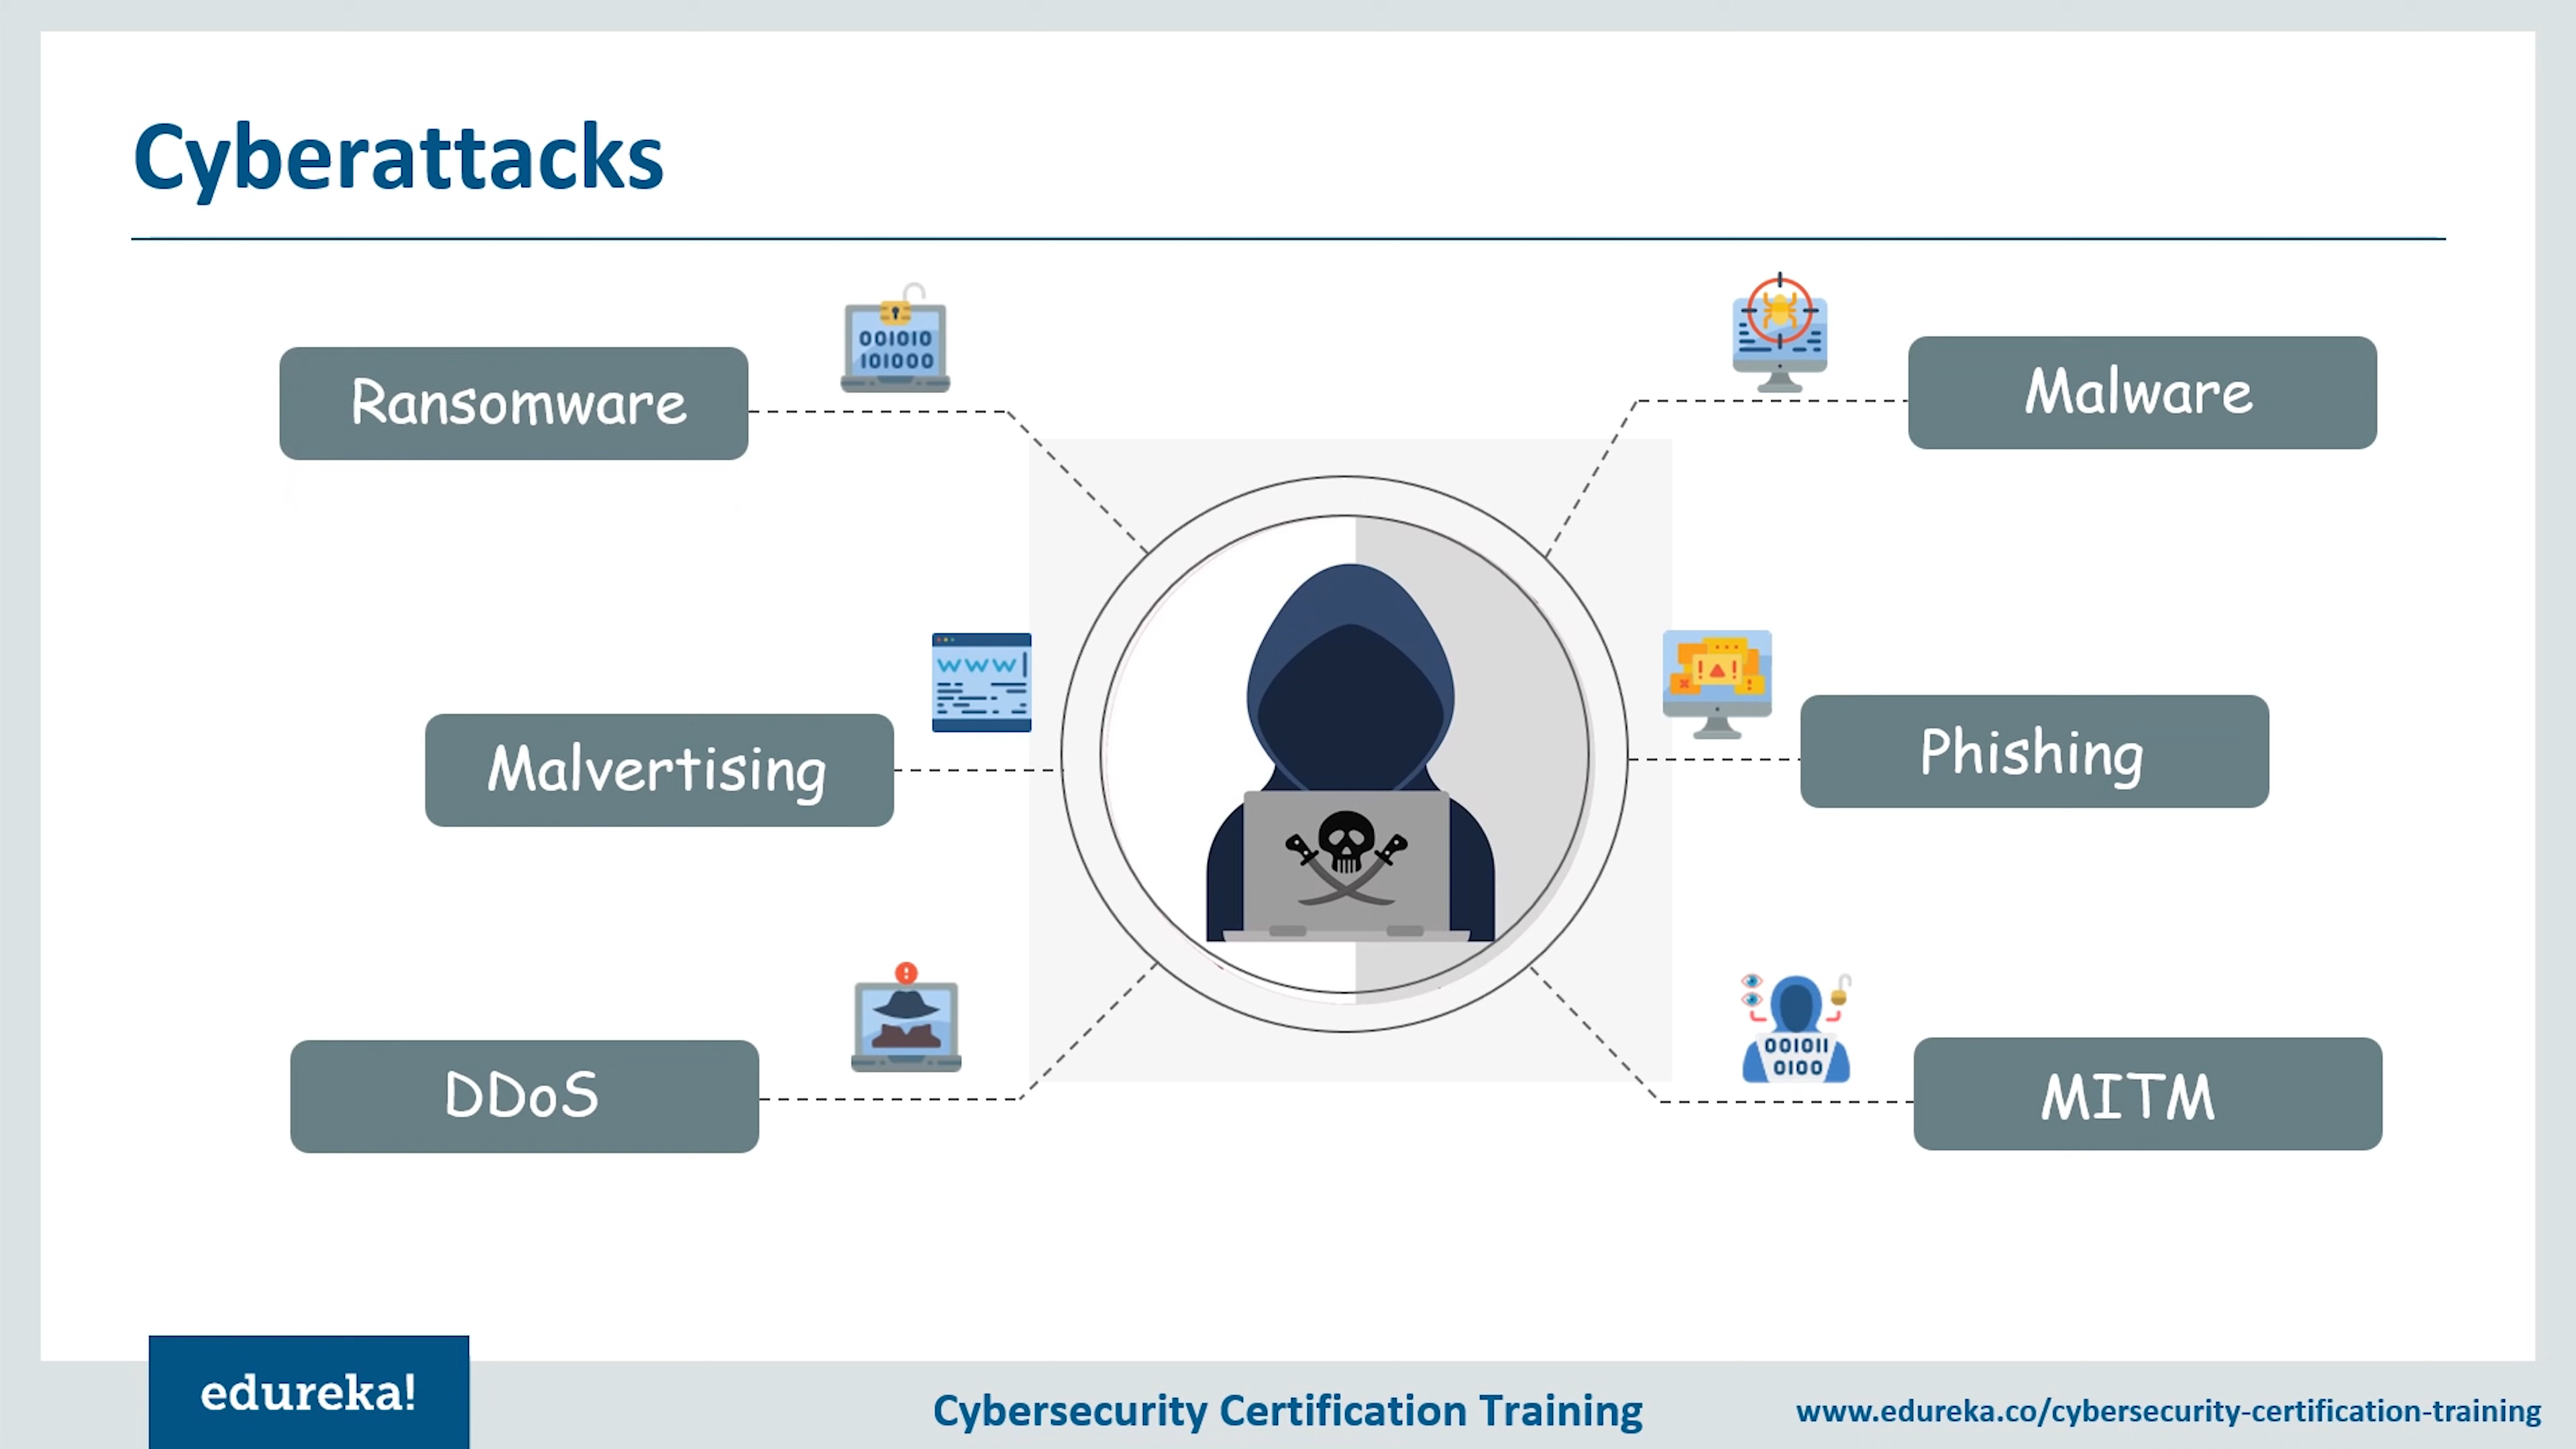 Cyberattacks
001010
101000
Ransomware
Malware
WWW
Malvertising
Phishing
DDoS
001011
0100
MITM
edureka!
Cybersecurity Certification Training
www.edureka.co/cybersecurity-certification-training